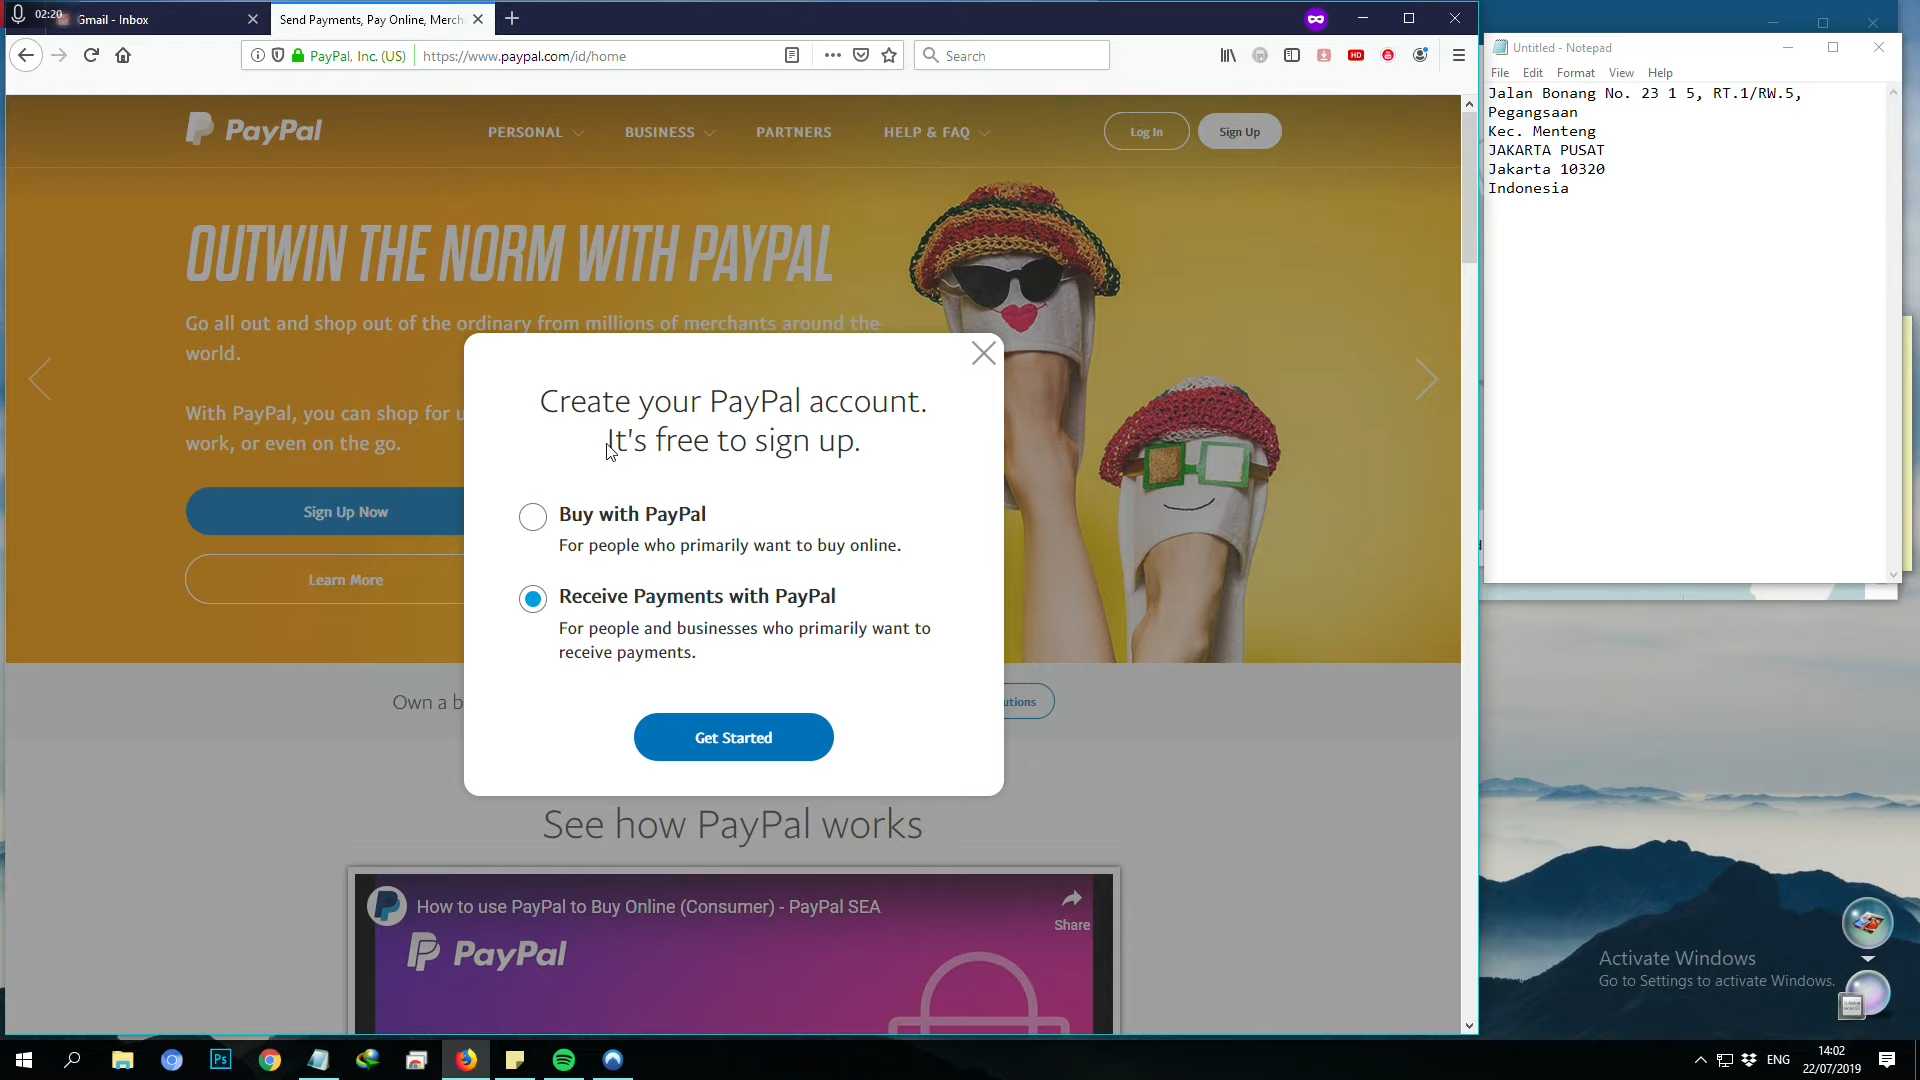 02:20
Gmail - Inbox
Send Payments, Pay Online, Merch
PayPal, Inc. (US)
https://www.paypal.com/id/home
Search
HD
PayPal
PERSONAL
BUSINESS
PARTNERS
HELP & FAQ
Log In
Sign Up
OUTWIN THE NORM WITH PAYPAL
Go all out and shop out of the ordinary from millions of merchants around the
world.
With PayPal, you can shop for u
work, or even on the go.
Sign Up Now
Learn More
Create your PayPal account.
It's free to sign up.
Buy with PayPal
For people who primarily want to buy online.
Receive Payments with PayPal
For people and businesses who primarily want to
receive payments.
Get Started
Own a b
utions
See how PayPal works
How to use PayPal to Buy Online (Consumer) - PayPal SEA
Share
PayPal
Untitled - Notepad
File Edit Format View Help
Jalan Bonang No. 23 1 5, RT.1/RW.5,
Pegangsaan
Kec. Menteng
JAKARTA PUSAT
Jakarta 10320
Indonesia
Activate Windows
Go to Settings to activate Windows.
Ps
ENG
14:02
22/07/2019